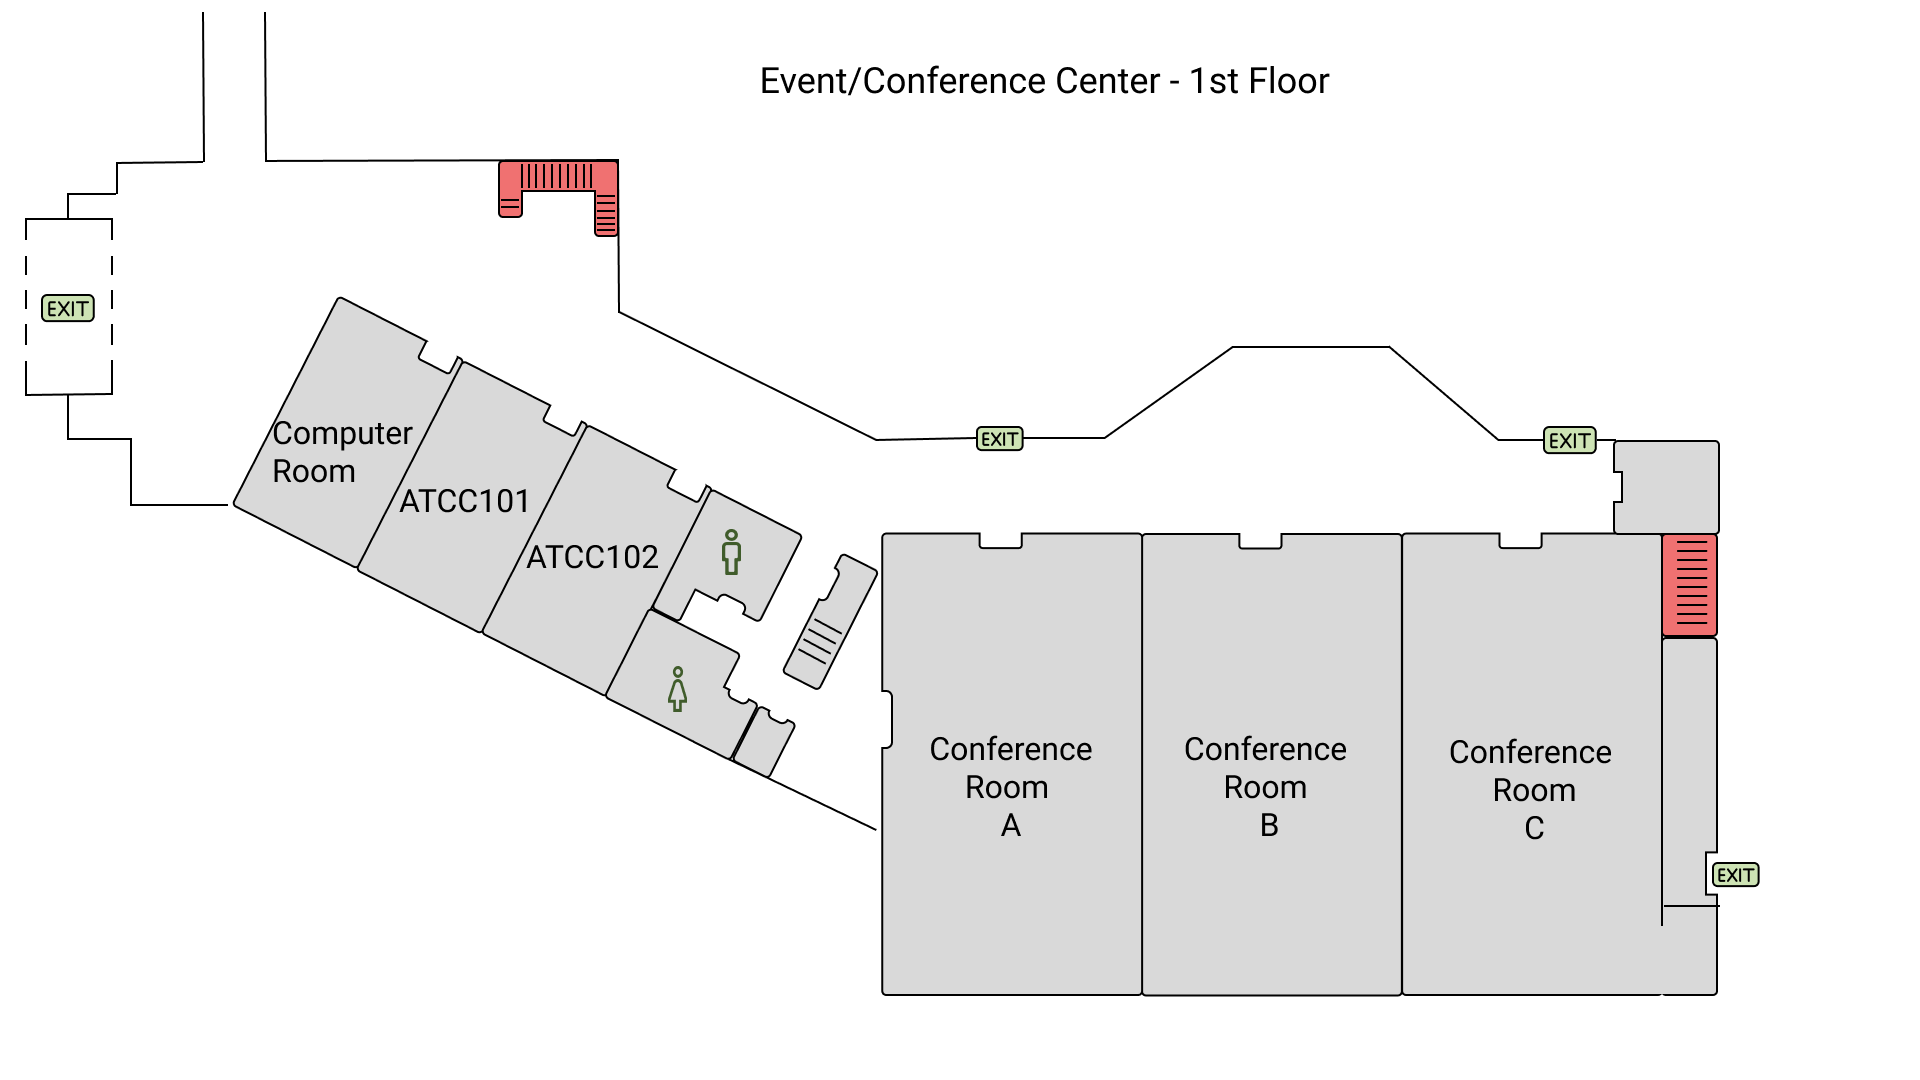 Event/Conference Center - 1st Floor
EXIT
Computer
Room
ATCC101
ATCC102
EXIT
EXIT
Conference
Room
A
Conference
Room
B
Conference
Room
C
EXIT